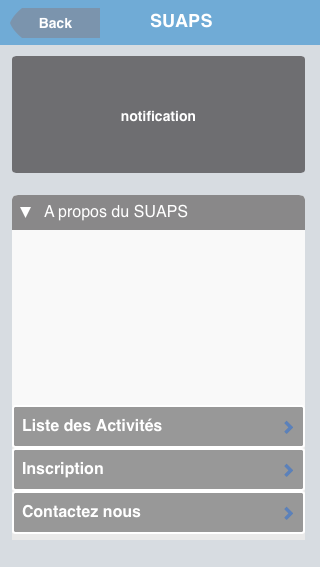 Back
SUAPS
notification
A propos du SUAPS
Liste des Activités
Inscription
Contactez nous